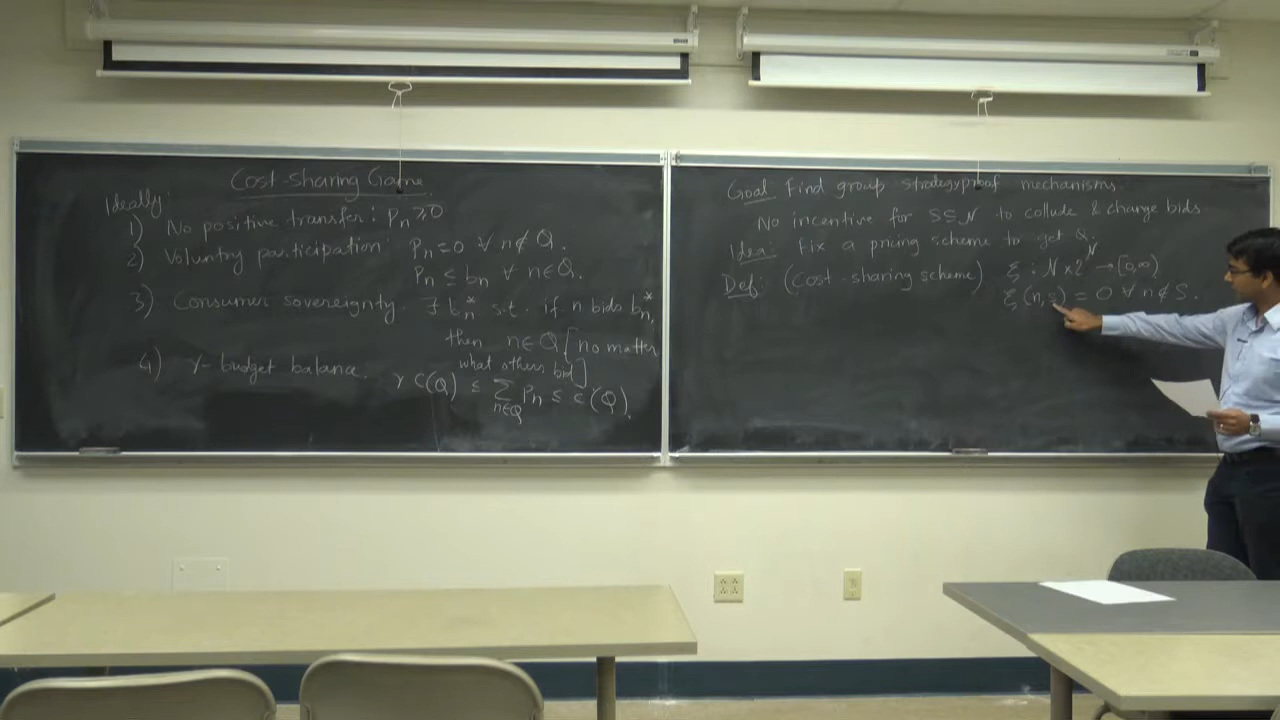 Cost-sharing Game
Ideally:
1) No positive transfer: Pn ≥ 0
2) Voluntary participation: Pn = 0 ∀ n ∉ Q.
Pn ≤ bn ∀ n ∈ Q.
3) Consumer sovereignty. ∃ bn* s.t. if n bids bn*,
then n ∈ Q [no matter
what others bid]
4) γ-budget balance. γ C(Q) ≤ Σ n∈Q Pn ≤ C(Q).
Goal: Find group strategyproof mechanisms.
No incentive for S ⊆ N to collude & change bids.
Idea: Fix a pricing scheme to get Q.
Def: (Cost-sharing scheme) ξ : N × 2^N → [0,∞)
ξ(n,S) = 0 ∀ n ∉ S.